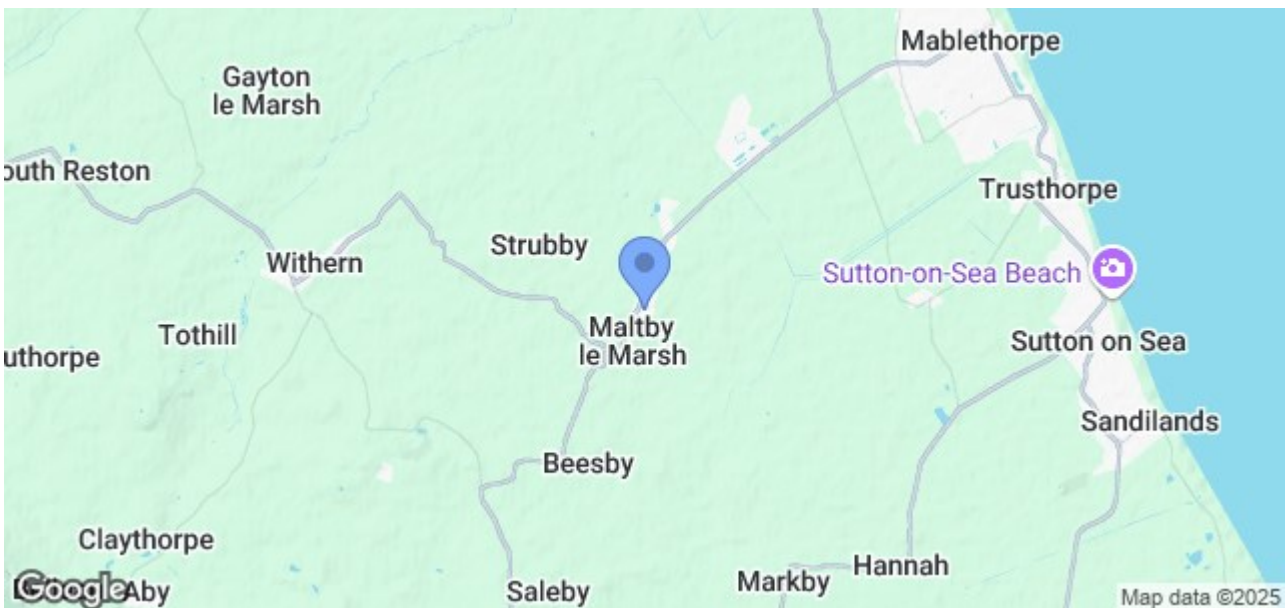 Mablethorpe
Gayton
le Marsh
outh Reston
Trusthorpe
Strubby
Withern
Sutton-on-Sea Beach
Maltby
le Marsh
Tothill
Sutton on Sea
uthorpe
Sandilands
Beesby
Claythorpe
Hannah
Markby
Saleby
Google
Aby
Map data ©2025